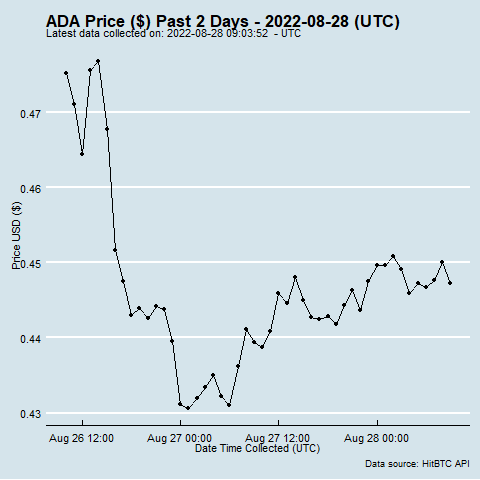 ADA Price ($) Past 2 Days - 2022-08-28 (UTC)
Latest data collected on: 2022-08-28 09:03:52 - UTC
0.47
0.46
0.45
0.44
0.43
Price USD ($)
Aug 26 12:00 Aug 27 00:00 Aug 27 12:00 Aug 28 00:00
Date Time Collected (UTC)
Data source: HitBTC API